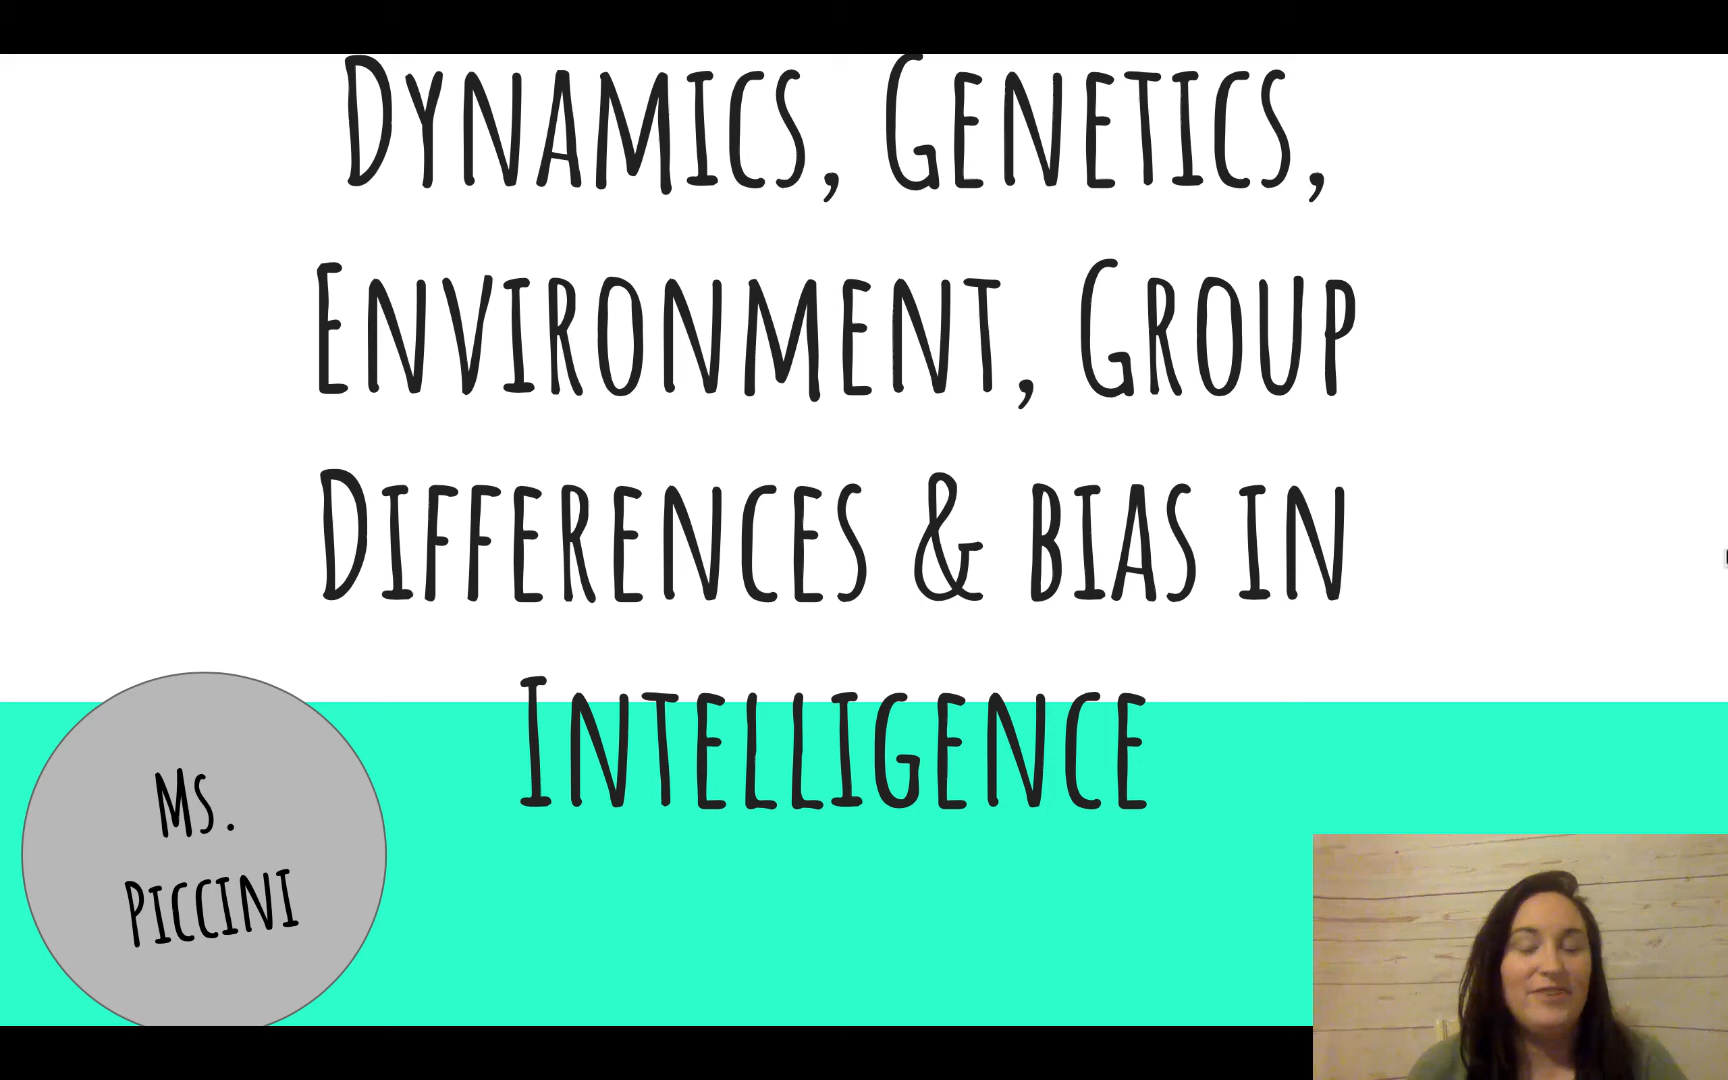 Dynamics, Genetics,
Environment, Group
Differences & bias in
Intelligence
Ms.
Piccini